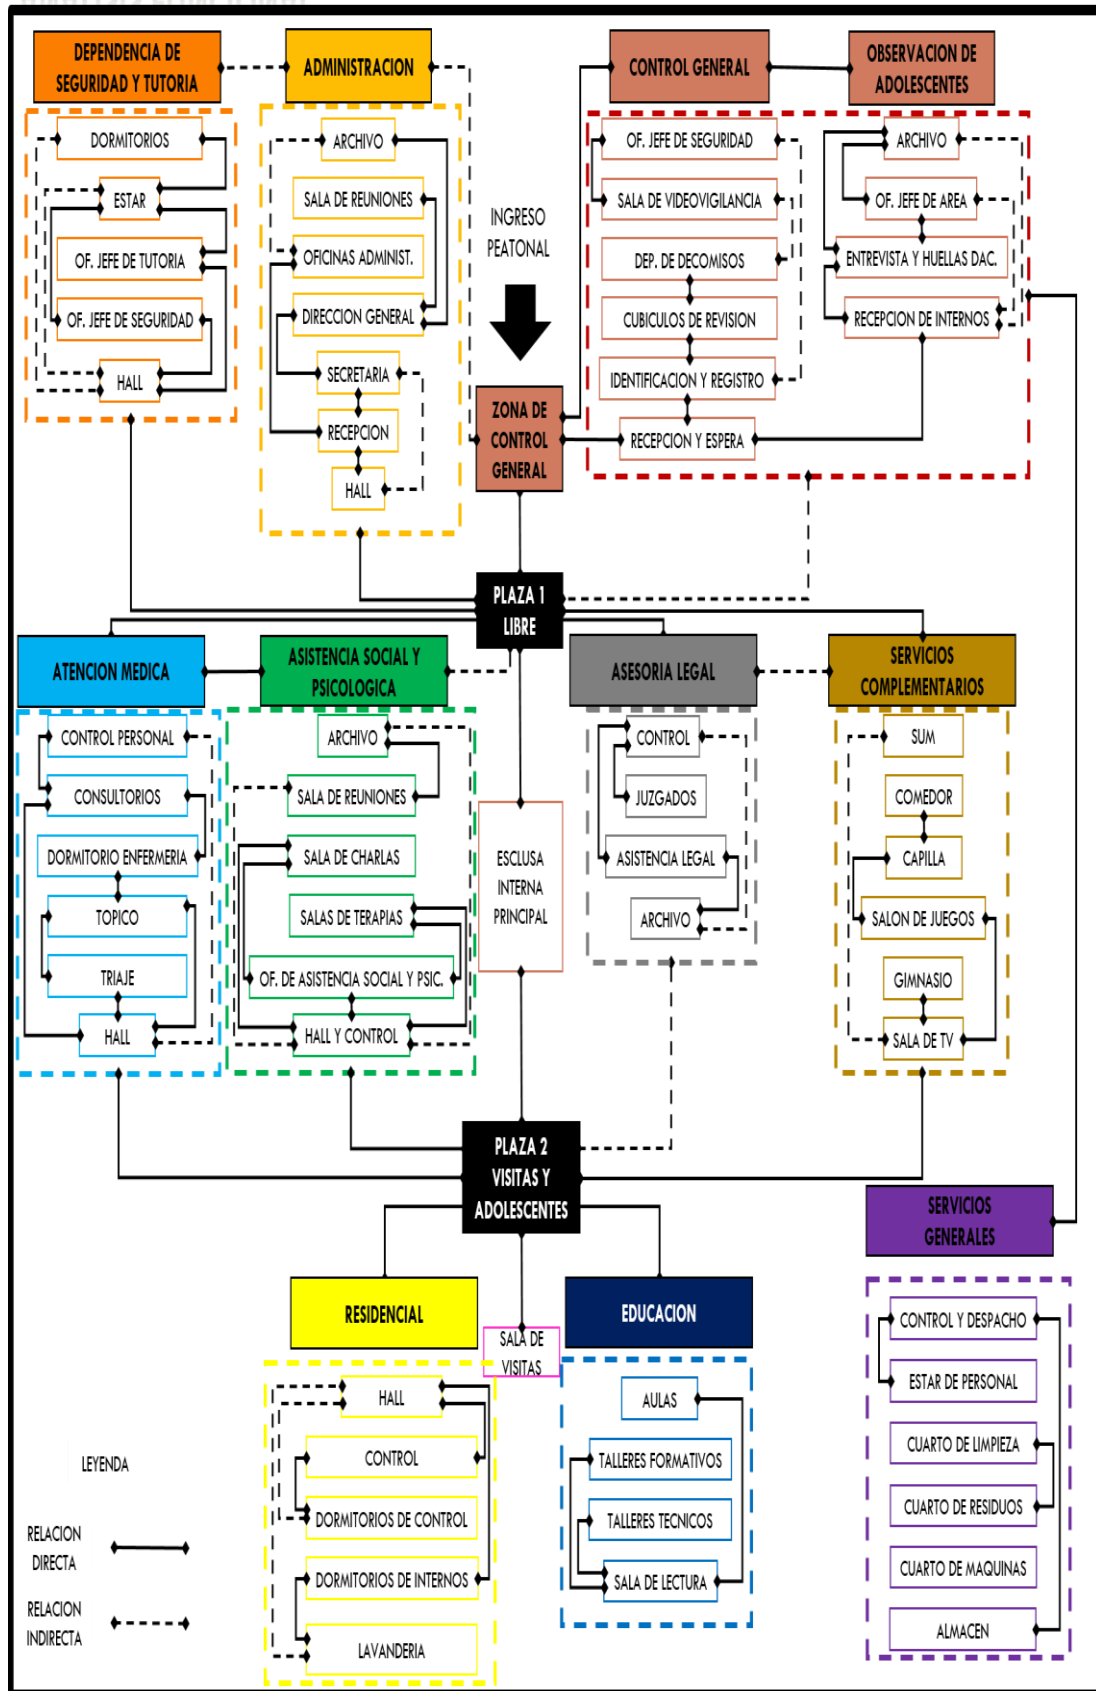 DEPENDENCIA DE
SEGURIDAD Y TUTORIA
ADMINISTRACION
CONTROL GENERAL
OBSERVACION DE
ADOLESCENTES
DORMITORIOS
ESTAR
OF. JEFE DE TUTORIA
OF. JEFE DE SEGURIDAD
HALL
ARCHIVO
SALA DE REUNIONES
OFICINAS ADMINIST.
DIRECCION GENERAL
SECRETARIA
RECEPCION
HALL
INGRESO
PEATONAL
ZONA DE
CONTROL
GENERAL
OF. JEFE DE SEGURIDAD
SALA DE VIDEOVIGILANCIA
DEP. DE DECOMISOS
CUBICULOS DE REVISION
IDENTIFICACION Y REGISTRO
RECEPCION Y ESPERA
ARCHIVO
OF. JEFE DE AREA
ENTREVISTA Y HUELLAS DAC.
RECEPCION DE INTERNOS
PLAZA 1
LIBRE
ATENCION MEDICA
ASISTENCIA SOCIAL Y
PSICOLOGICA
ASESORIA LEGAL
SERVICIOS
COMPLEMENTARIOS
CONTROL PERSONAL
CONSULTORIOS
DORMITORIO ENFERMERIA
TOPICO
TRIAJE
HALL
ARCHIVO
SALA DE REUNIONES
SALA DE CHARLAS
SALAS DE TERAPIAS
OF. DE ASISTENCIA SOCIAL Y PSIC.
HALL Y CONTROL
ESCLUSA
INTERNA
PRINCIPAL
CONTROL
JUZGADOS
ASISTENCIA LEGAL
ARCHIVO
SUM
COMEDOR
CAPILLA
SALON DE JUEGOS
GIMNASIO
SALA DE TV
PLAZA 2
VISITAS Y
ADOLESCENTES
SERVICIOS
GENERALES
RESIDENCIAL
SALA DE
VISITAS
EDUCACION
HALL
CONTROL
DORMITORIOS DE CONTROL
DORMITORIOS DE INTERNOS
LAVANDERIA
AULAS
TALLERES FORMATIVOS
TALLERES TECNICOS
SALA DE LECTURA
CONTROL Y DESPACHO
ESTAR DE PERSONAL
CUARTO DE LIMPIEZA
CUARTO DE RESIDUOS
CUARTO DE MAQUINAS
ALMACEN
LEYENDA
RELACION
DIRECTA
RELACION
INDIRECTA